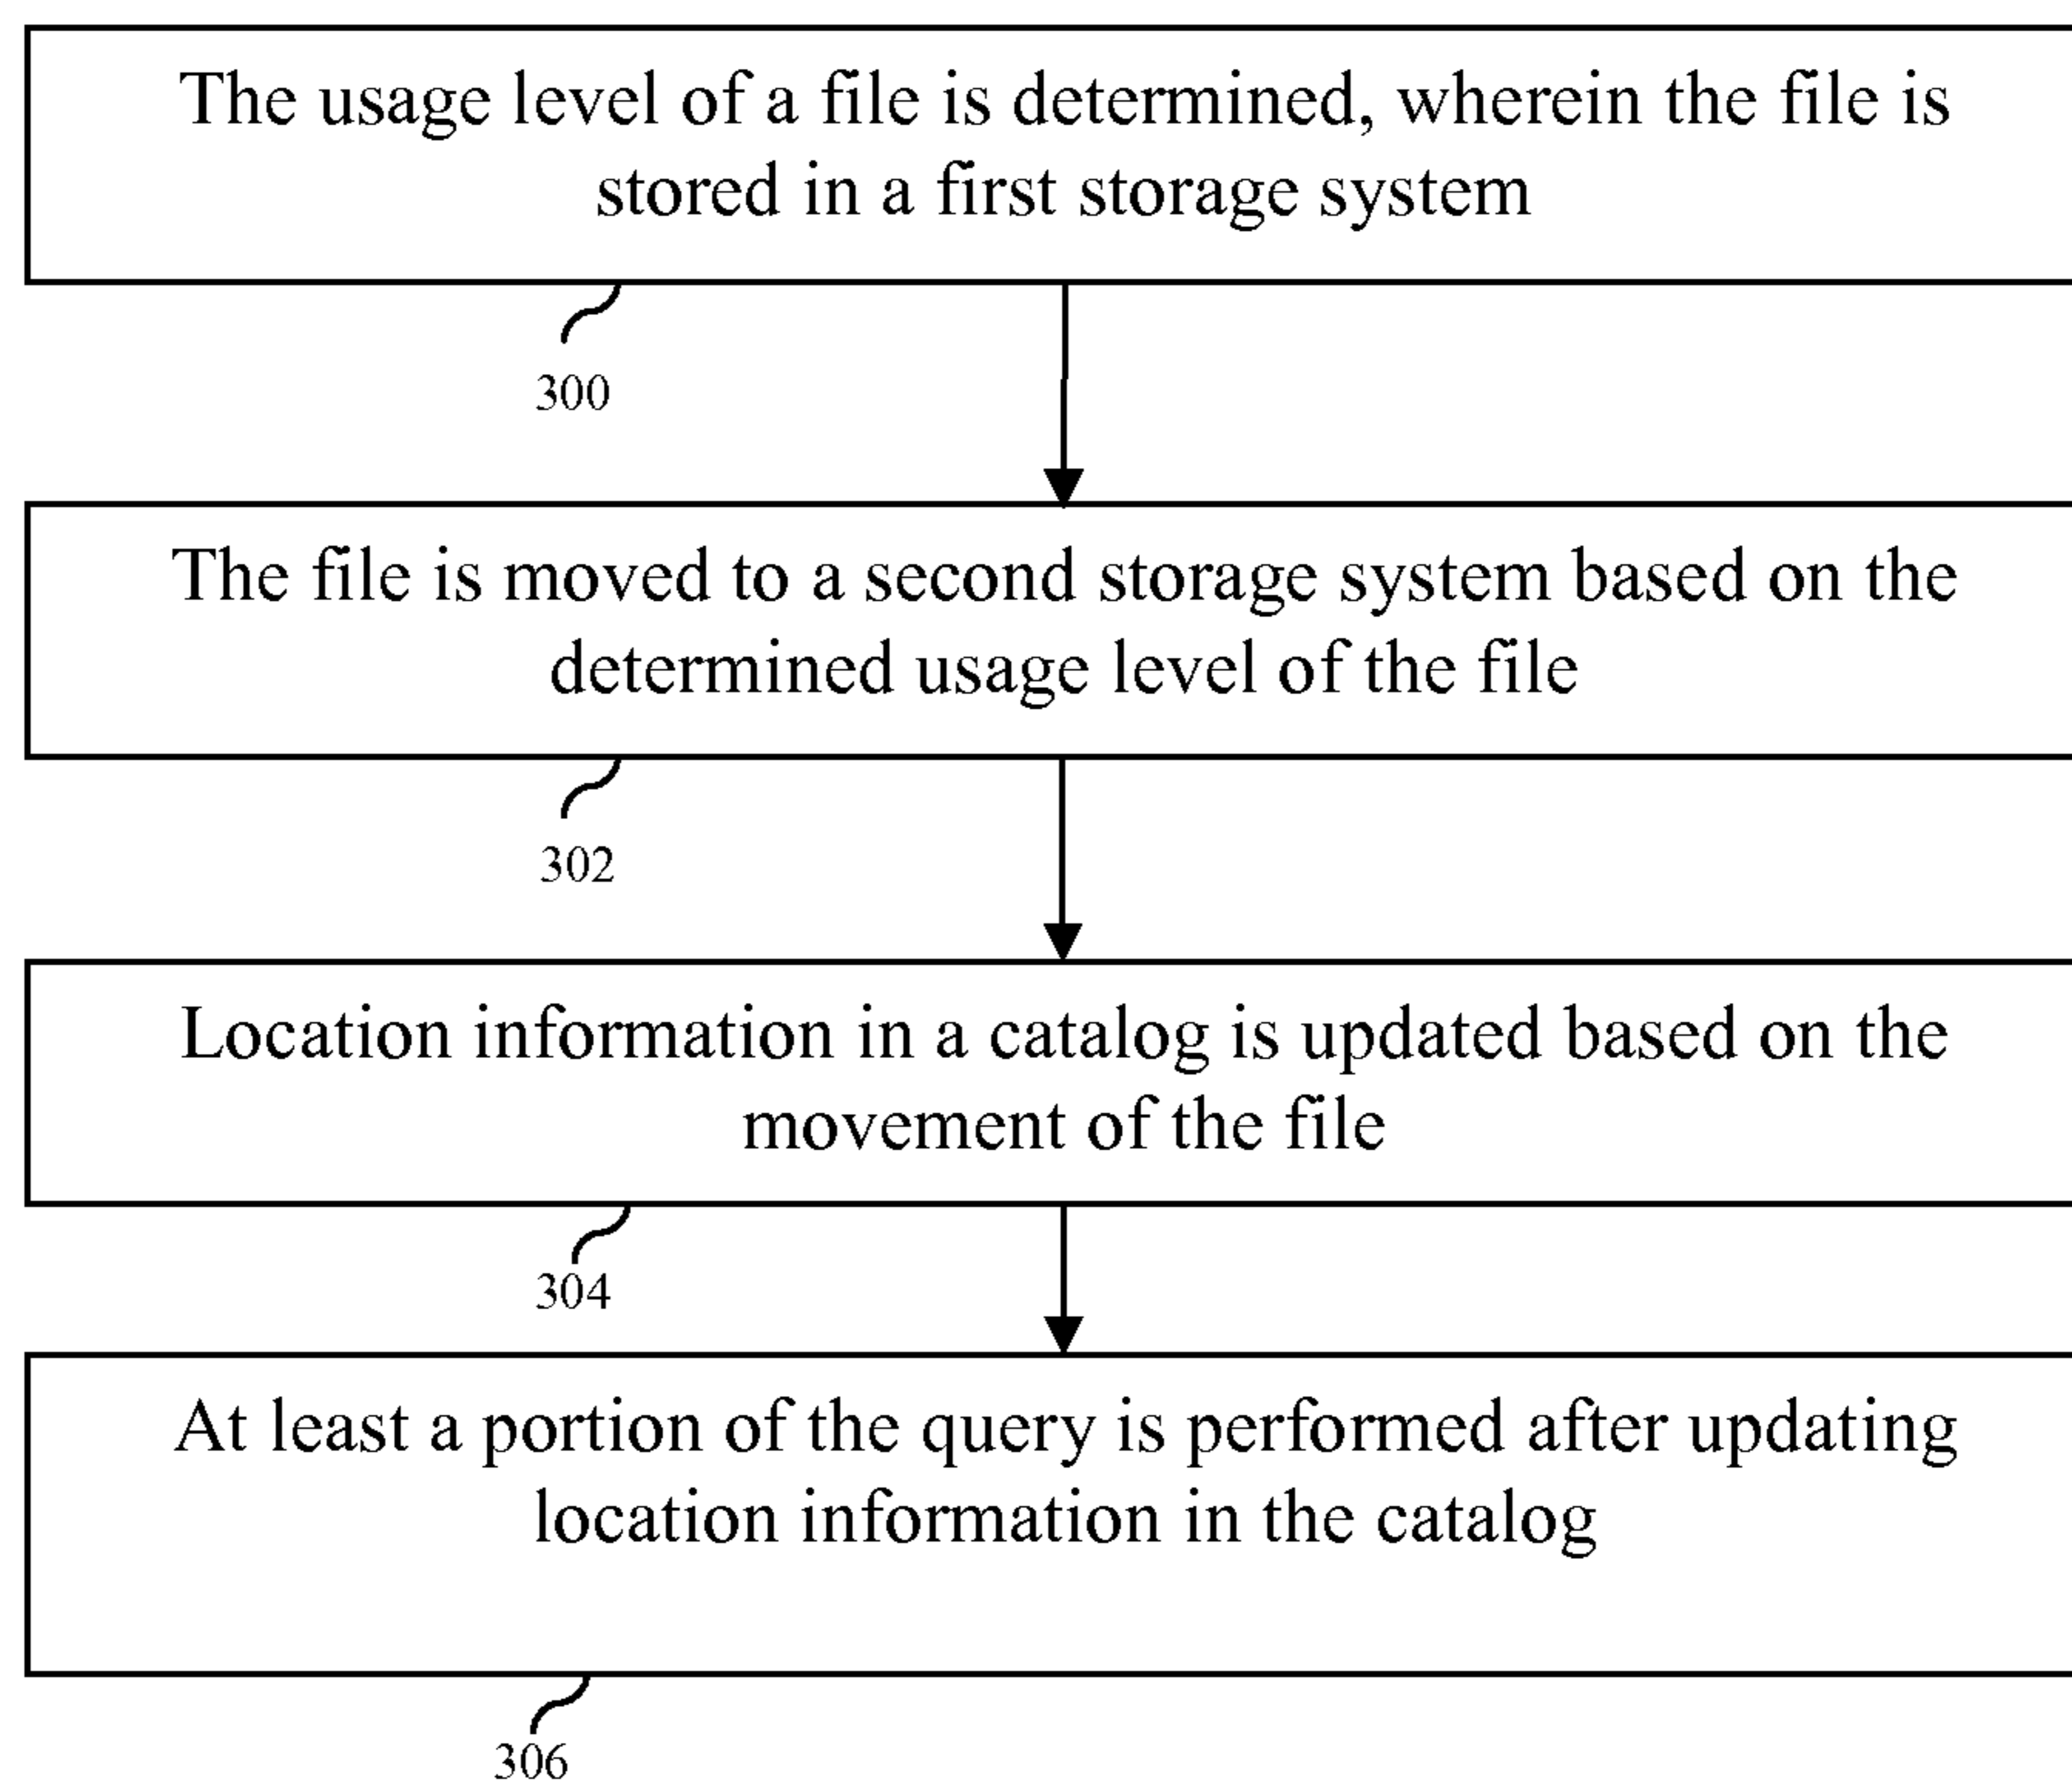 The usage level of a file is determined, wherein the file is
stored in a first storage system
300
The file is moved to a second storage system based on the
determined usage level of the file
302
Location information in a catalog is updated based on the
movement of the file
304
At least a portion of the query is performed after updating
location information in the catalog
306